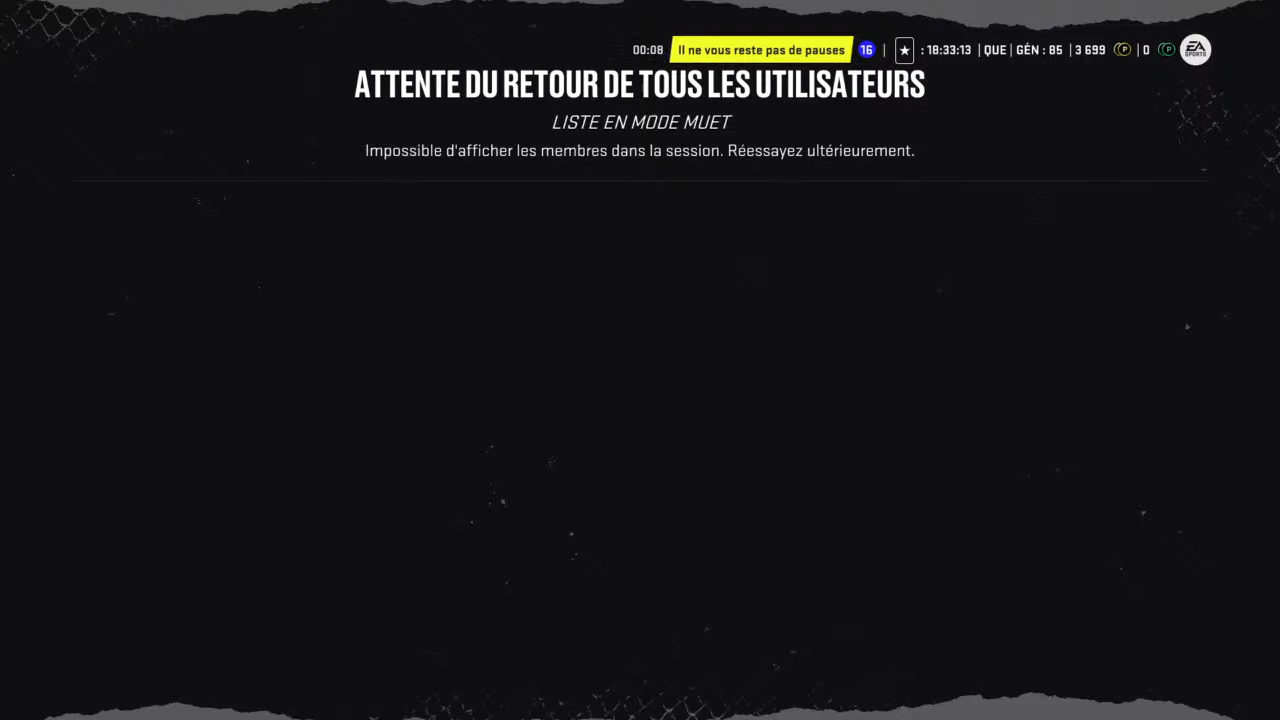 00:08 Il ne vous reste pas de pauses 16 | ★ : 18:33:13 | QUE | GÉN : 85 | 3 699 P | 0 P EA SPORTS
ATTENTE DU RETOUR DE TOUS LES UTILISATEURS
LISTE EN MODE MUET
Impossible d'afficher les membres dans la session. Réessayez ultérieurement.